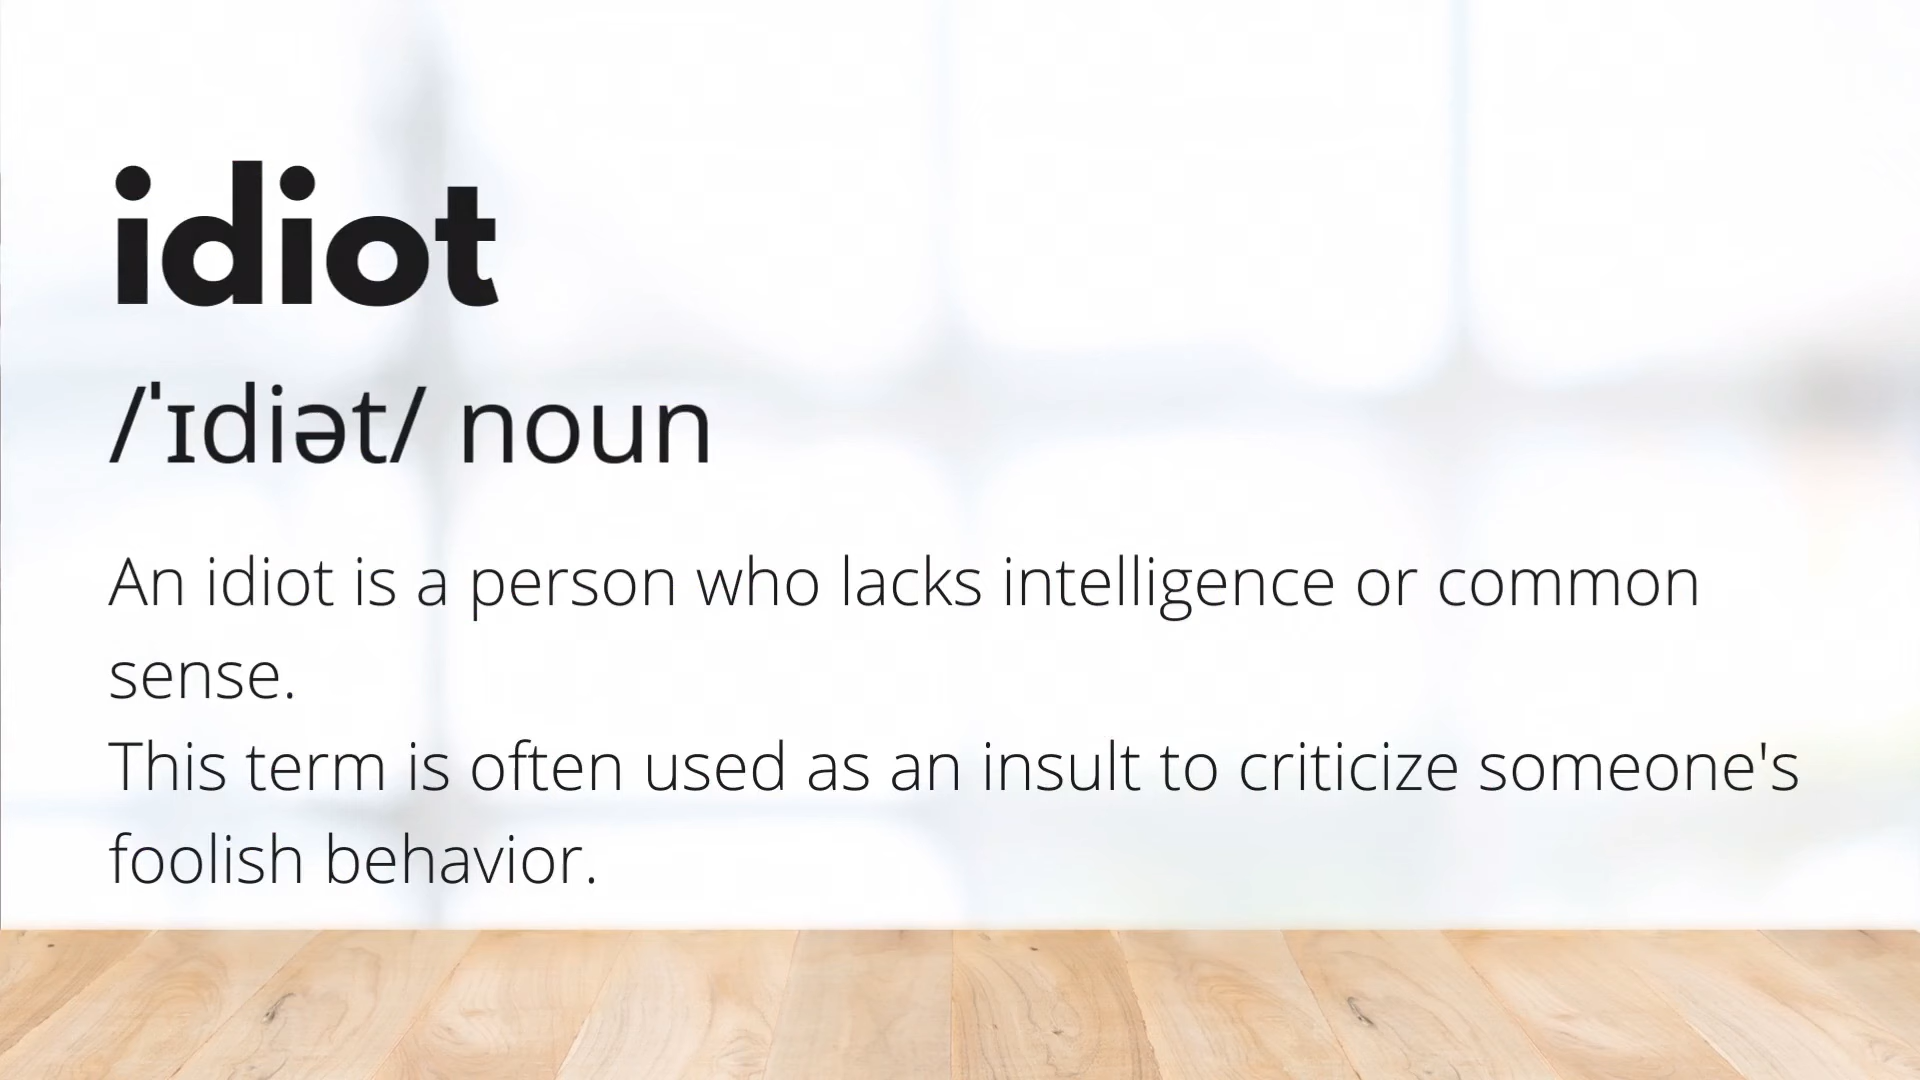 idiot
/ˈɪdiət/ noun
An idiot is a person who lacks intelligence or common
sense.
This term is often used as an insult to criticize someone's
foolish behavior.